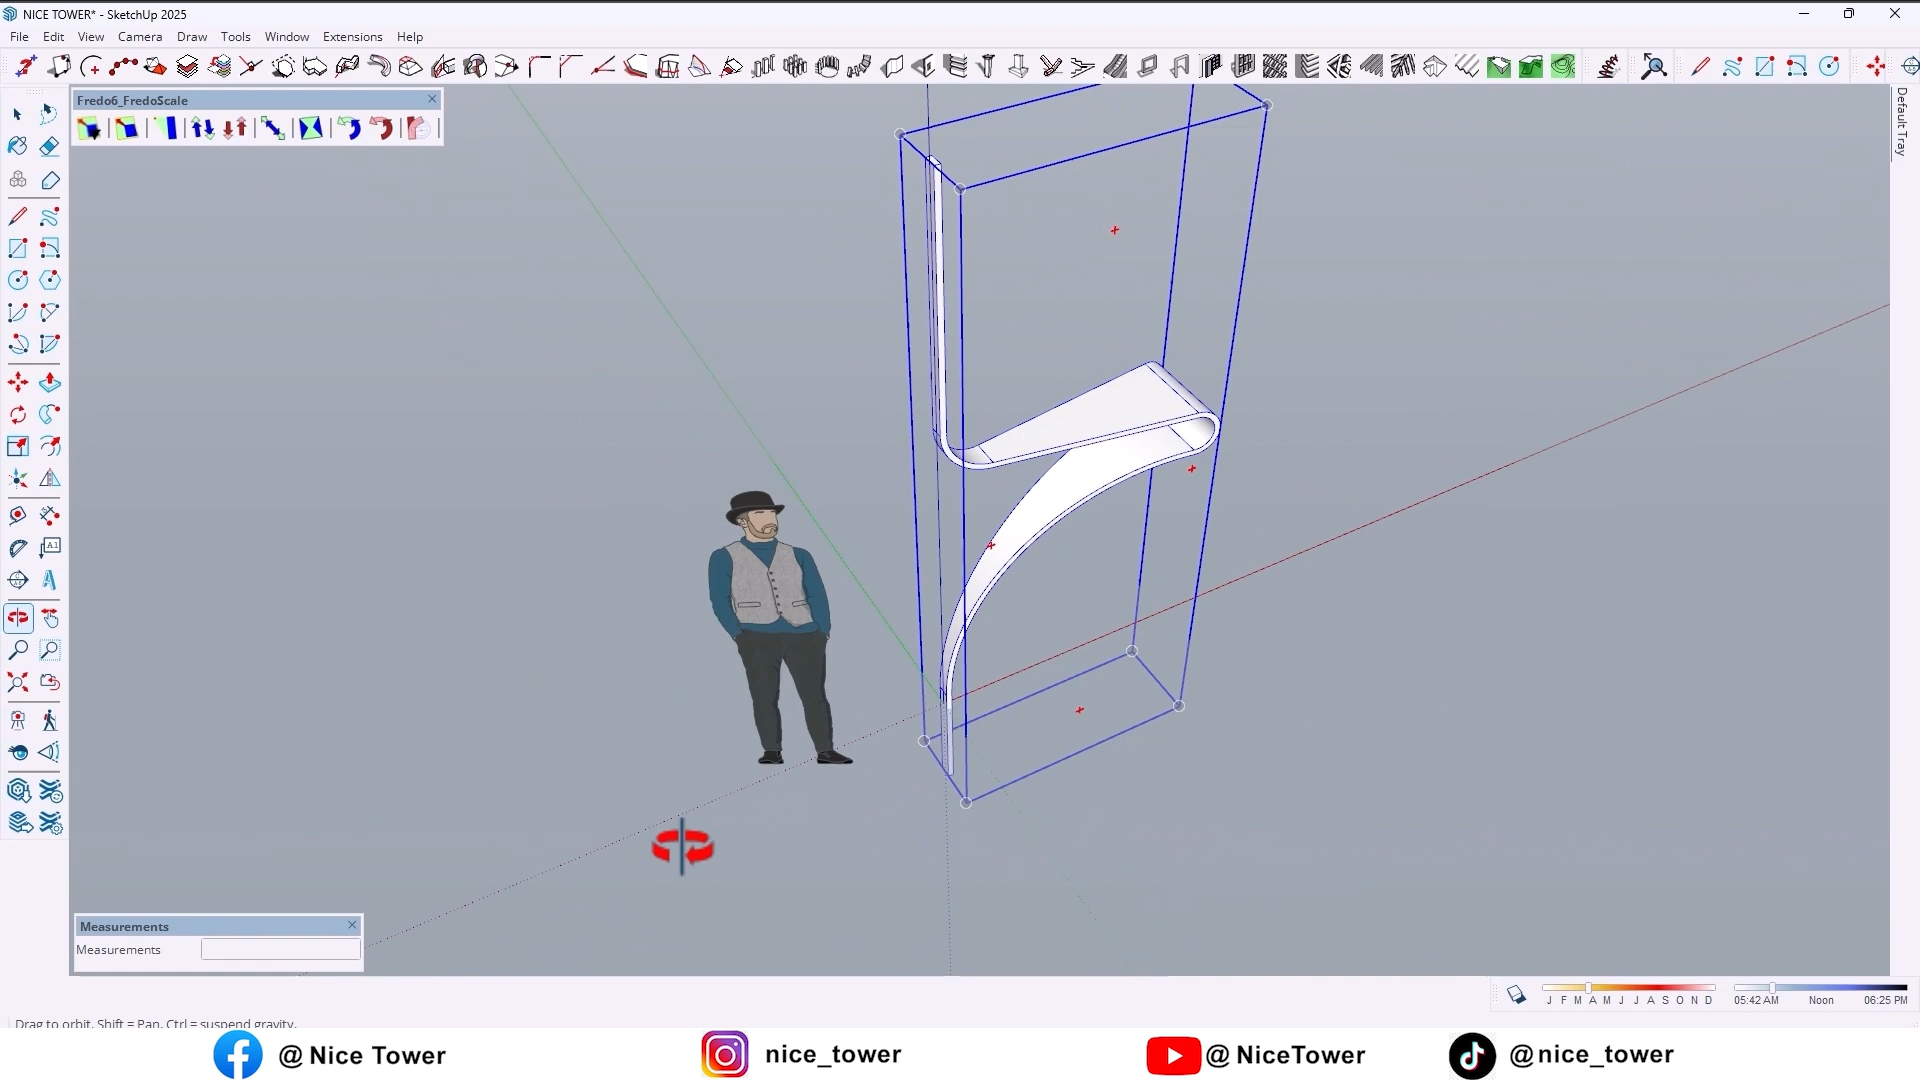 NICE TOWER* - SketchUp 2025
File Edit View Camera Draw Tools Window Extensions Help
Fredo6_FredoScale
Default Tray
A1
Measurements
Measurements
J F M A M J J A S O N D
05:42 AM Noon 06:25 PM
Drag to orbit. Shift = Pan, Ctrl = suspend gravity.
@ Nice Tower
nice_tower
@ NiceTower
@nice_tower